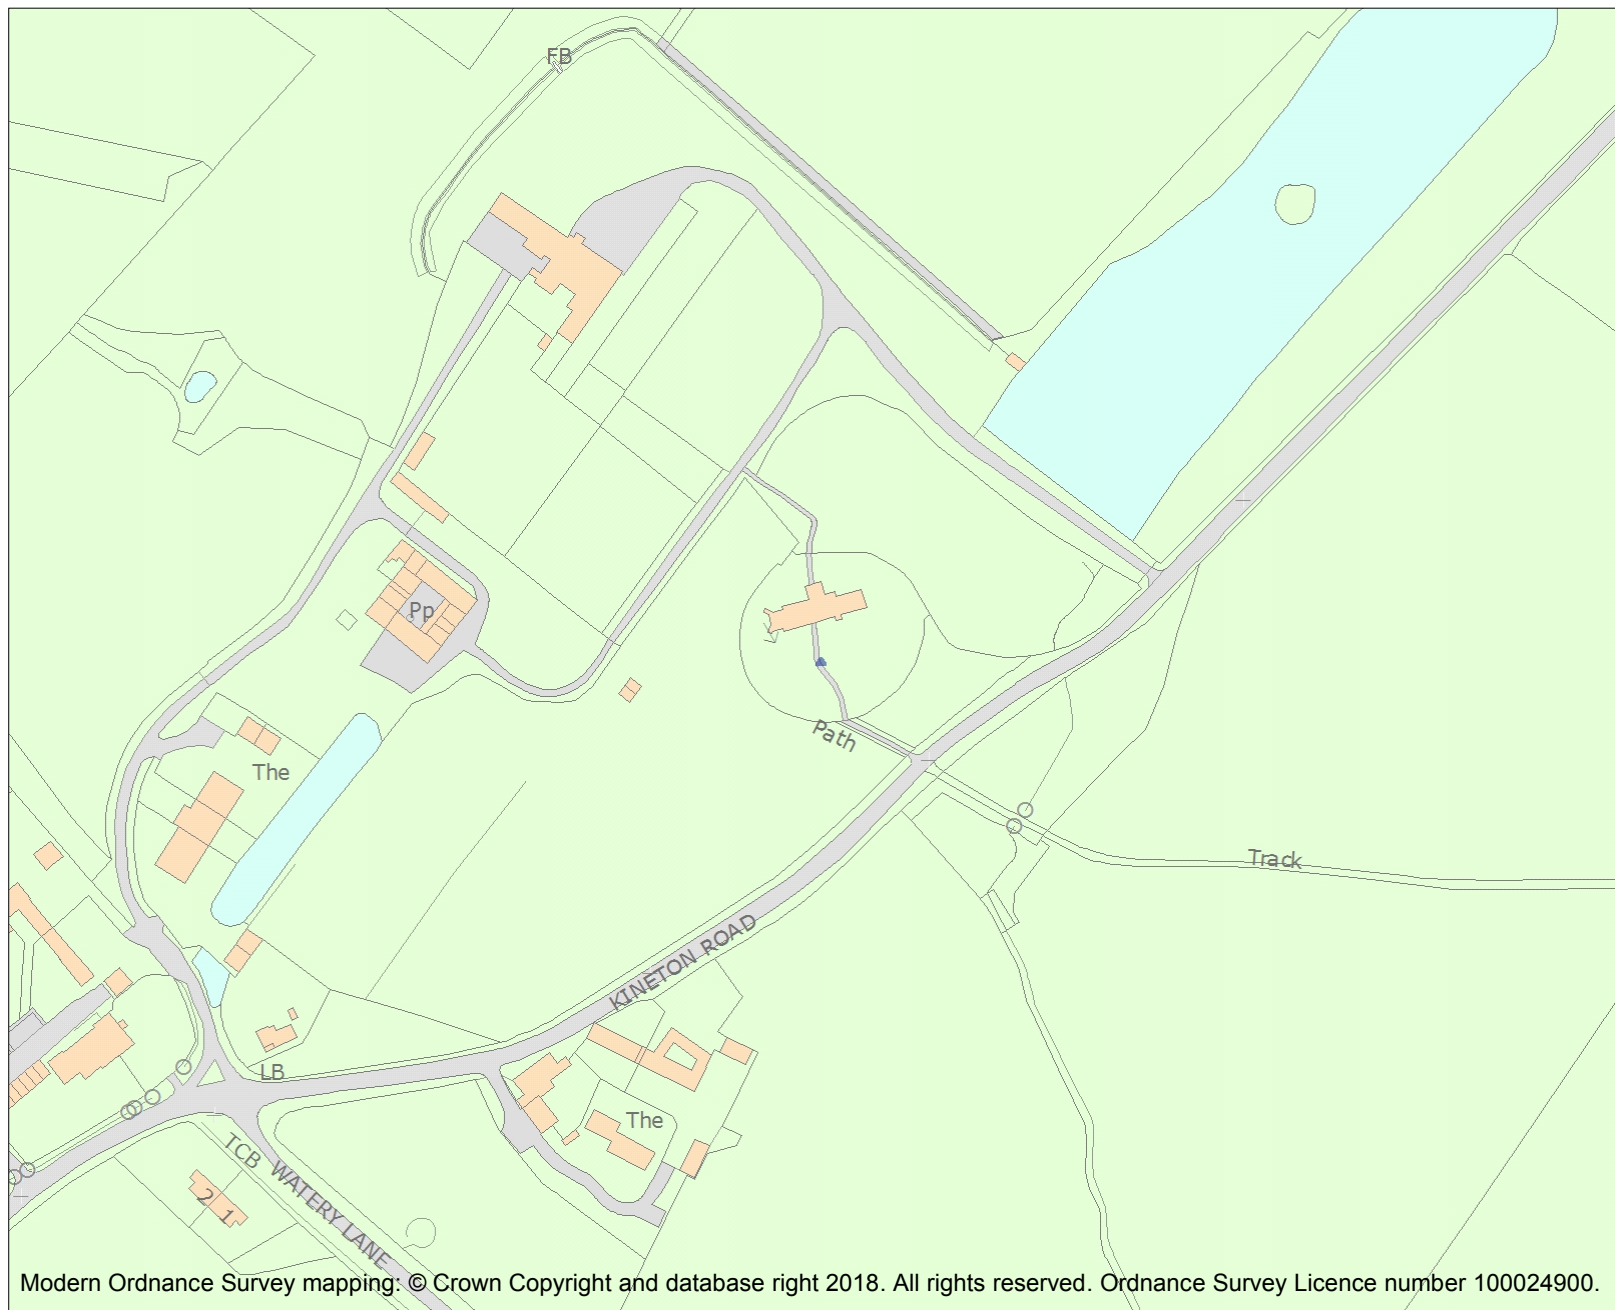 FB
Pp
The
Path
Track
KINETON ROAD
LB
The
TCB
WATERY LANE
2
1
Modern Ordnance Survey mapping: © Crown Copyright and database right 2018. All rights reserved. Ordnance Survey Licence number 100024900.